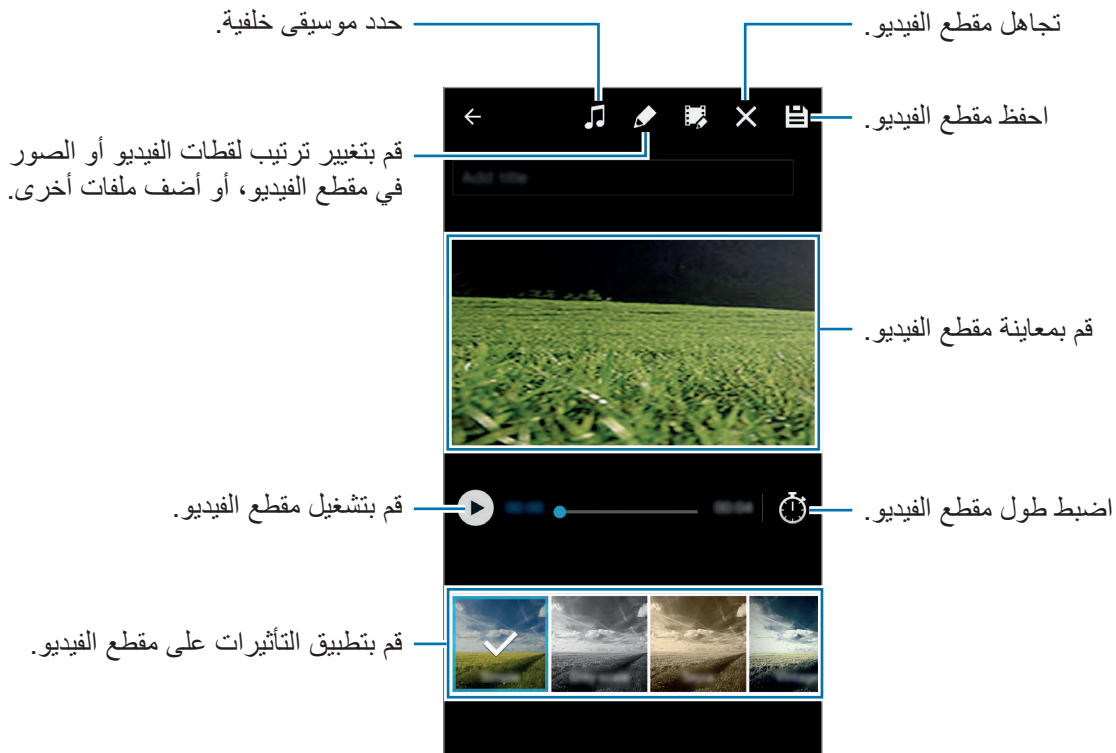 حدد موسيقى خلفية.
تجاهل مقطع الفيديو.
احفظ مقطع الفيديو.
قم بتغيير ترتيب لقطات الفيديو أو الصور
في مقطع الفيديو، أو أضف ملفات أخرى.
Add title
قم بمعاينة مقطع الفيديو.
قم بتشغيل مقطع الفيديو.
00:00
00:04
اضبط طول مقطع الفيديو.
قم بتطبيق التأثيرات على مقطع الفيديو.